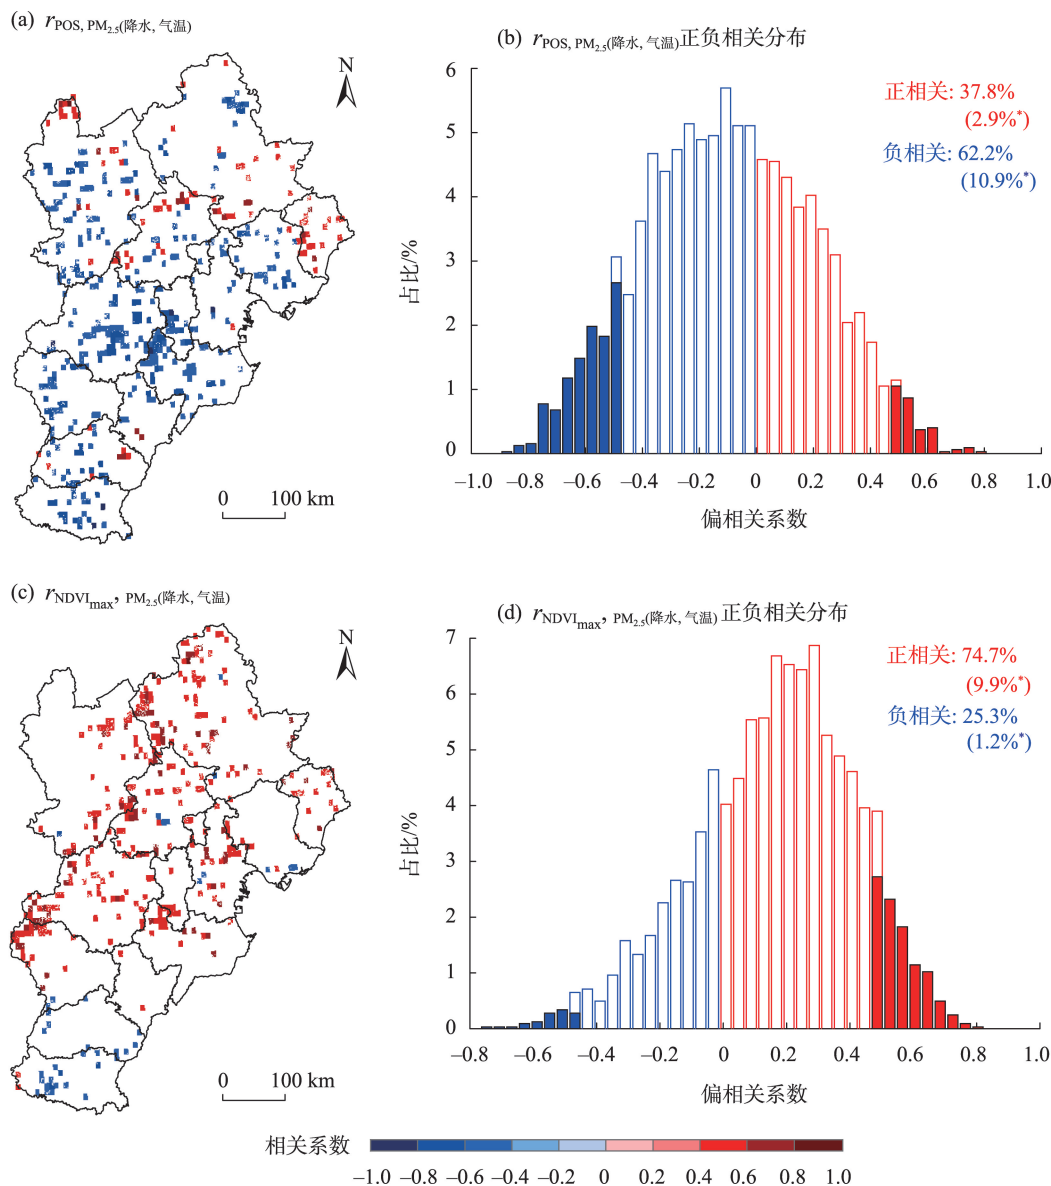 (a) rPOS, PM2.5(降水, 气温)
N
0 100 km
(b) rPOS, PM2.5(降水, 气温)正负相关分布
正相关: 37.8%
(2.9%*)
负相关: 62.2%
(10.9%*)
占比/%
6
5
4
3
2
1
0
−1.0 −0.8 −0.6 −0.4 −0.2 0 0.2 0.4 0.6 0.8 1.0
偏相关系数
(c) rNDVImax, PM2.5(降水, 气温)
N
0 100 km
(d) rNDVImax, PM2.5(降水, 气温)正负相关分布
正相关: 74.7%
(9.9%*)
负相关: 25.3%
(1.2%*)
占比/%
7
6
5
4
3
2
1
0
−0.8 −0.6 −0.4 −0.2 0 0.2 0.4 0.6 0.8 1.0
偏相关系数
相关系数
−1.0 −0.8 −0.6 −0.4 −0.2 0 0.2 0.4 0.6 0.8 1.0